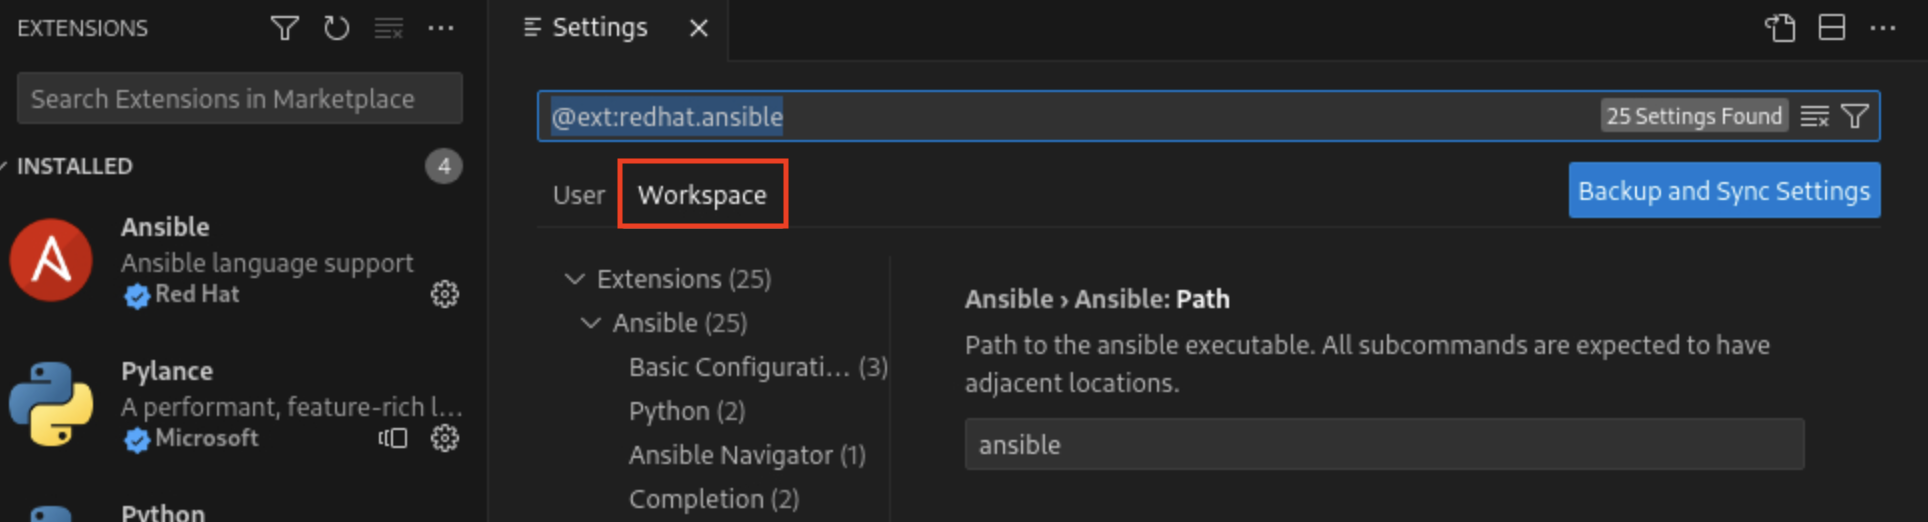 EXTENSIONS
Search Extensions in Marketplace
INSTALLED 4
Ansible
Ansible language support
Red Hat
Pylance
A performant, feature-rich l...
Microsoft
Python
Settings
@ext:redhat.ansible
25 Settings Found
User Workspace
Backup and Sync Settings
Extensions (25)
Ansible (25)
Basic Configurati... (3)
Python (2)
Ansible Navigator (1)
Completion (2)
Ansible › Ansible: Path
Path to the ansible executable. All subcommands are expected to have
adjacent locations.
ansible